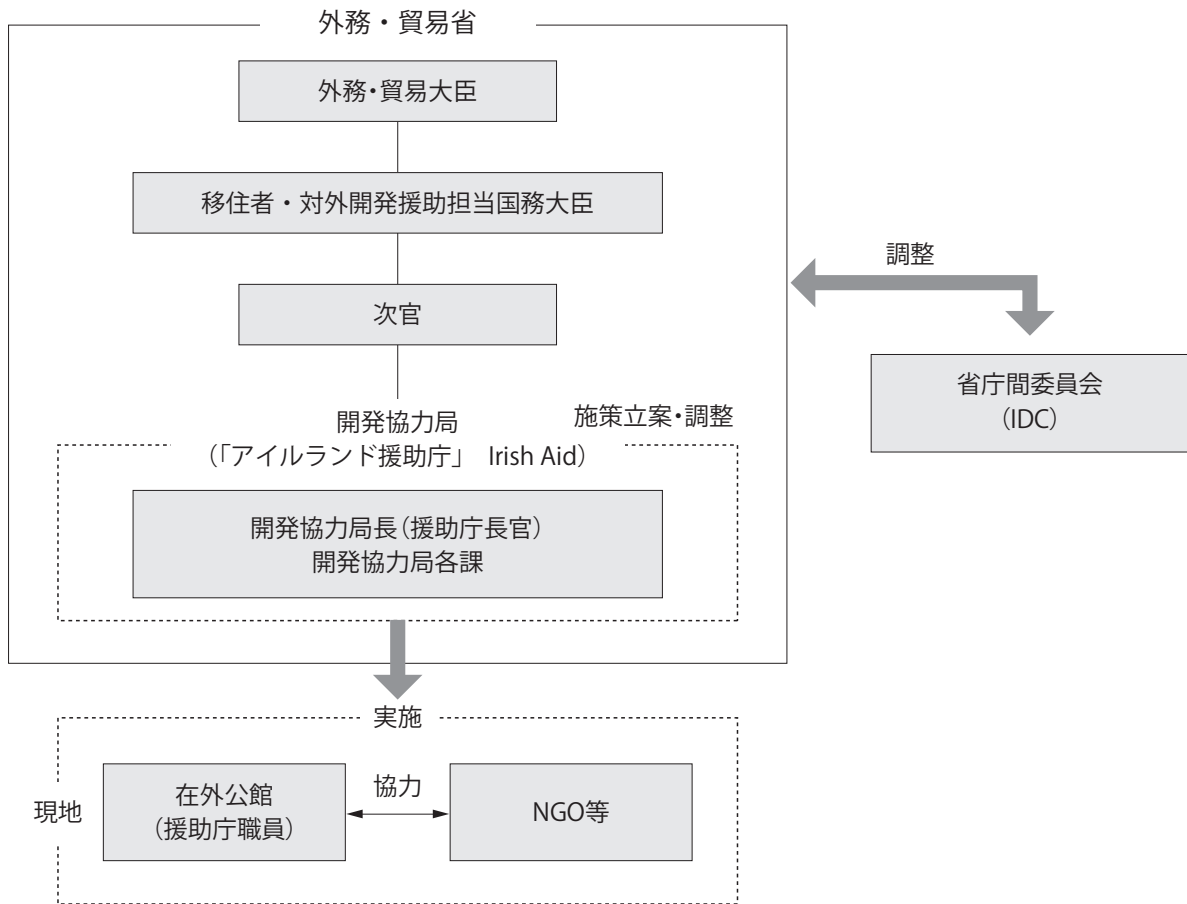 外務・貿易省
外務・貿易大臣
移住者・対外開発援助担当国務大臣
次官
調整
省庁間委員会
(IDC)
施策立案・調整
開発協力局
(「アイルランド援助庁」 Irish Aid)
開発協力局長(援助庁長官)
開発協力局各課
実施
現地
在外公館
(援助庁職員)
協力
NGO等